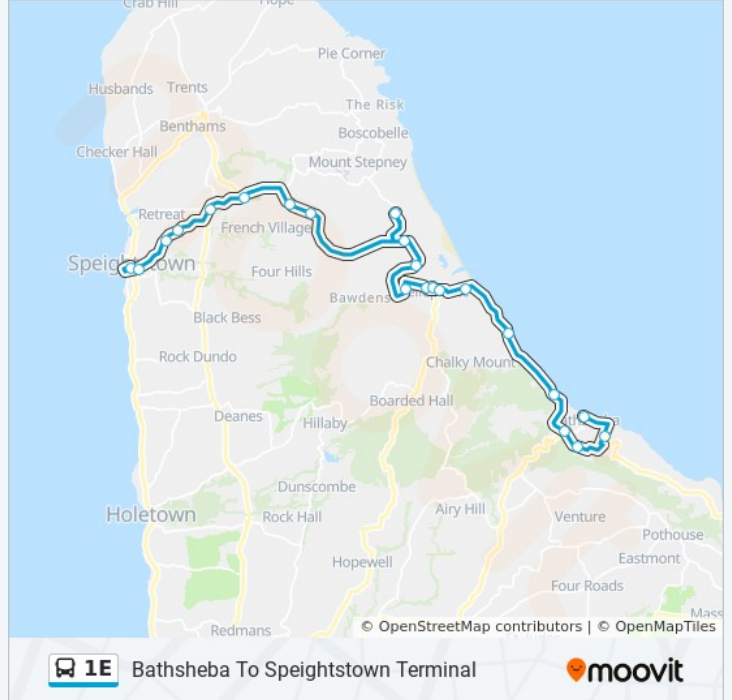 Crab Hill
Hope
Pie Corner
Husbands
Trents
The Risk
Benthams
Boscobelle
Checker Hall
Mount Stepney
Retreat
French Village
Speightstown
Four Hills
Bawdens
Black Bess
Rock Dundo
Chalky Mount
Boarded Hall
Deanes
Hillaby
Dunscombe
Holetown
Rock Hall
Airy Hill
Venture
Pothouse
Hopewell
Eastmont
Four Roads
Mass
Redmans
© OpenStreetMap contributors | © OpenMapTiles
1E Bathsheba To Speightstown Terminal
moovit